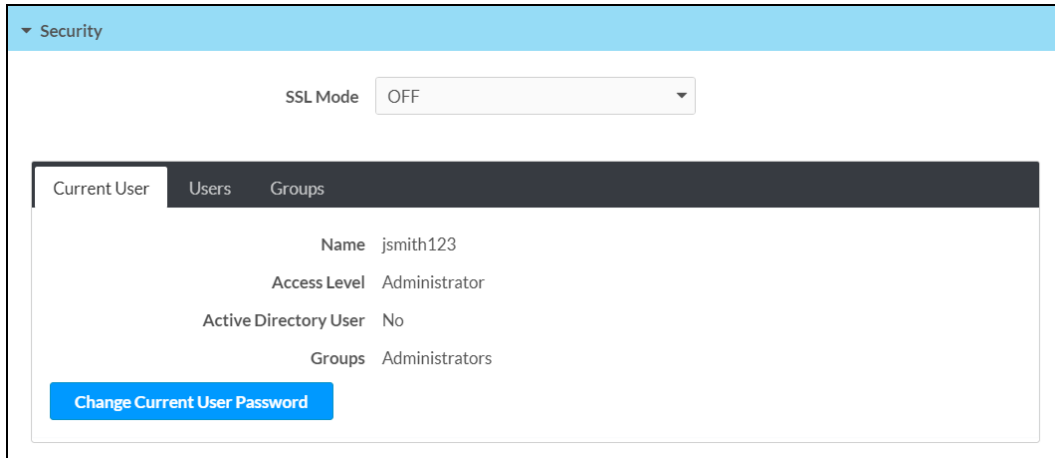 Security
SSL Mode OFF
Current User Users Groups
Name jsmith123
Access Level Administrator
Active Directory User No
Groups Administrators
Change Current User Password